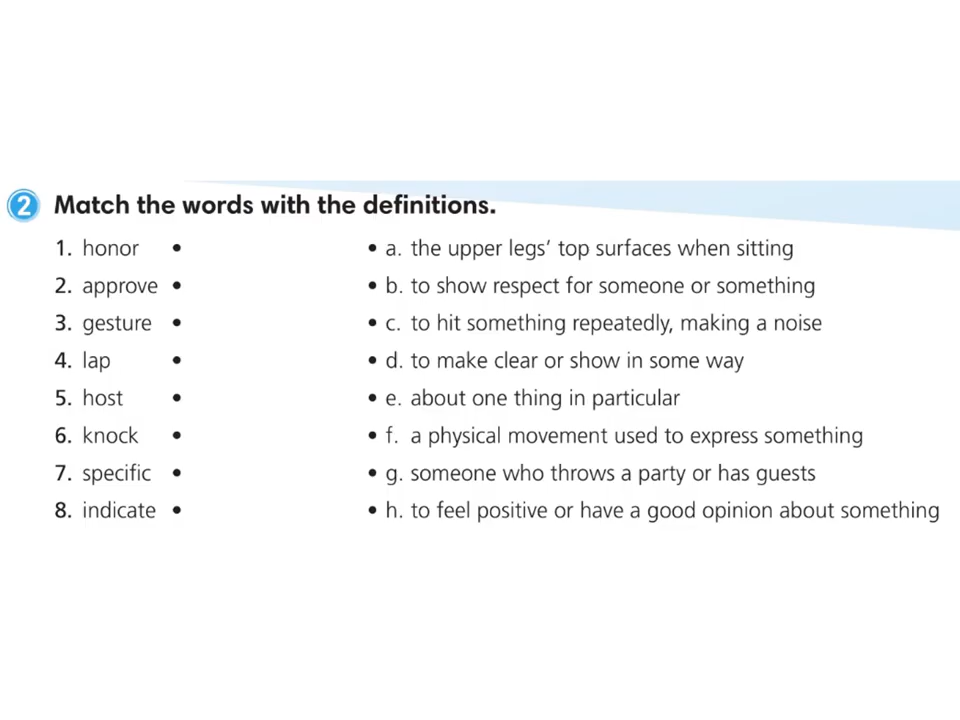 2 Match the words with the definitions.
1. honor • • a. the upper legs’ top surfaces when sitting
2. approve • • b. to show respect for someone or something
3. gesture • • c. to hit something repeatedly, making a noise
4. lap • • d. to make clear or show in some way
5. host • • e. about one thing in particular
6. knock • • f. a physical movement used to express something
7. specific • • g. someone who throws a party or has guests
8. indicate • • h. to feel positive or have a good opinion about something